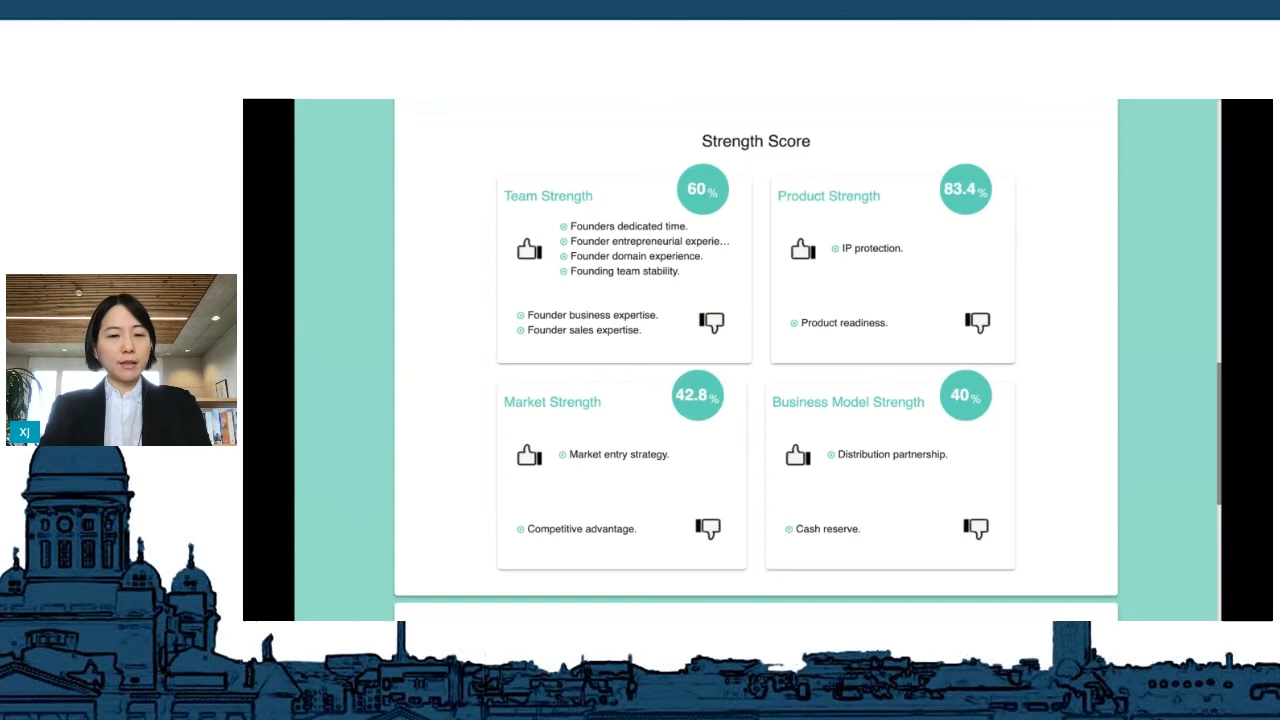 Strength Score
Team Strength
60 %
Founders dedicated time.
Founder entrepreneurial experie...
Founder domain experience.
Founding team stability.
Founder business expertise.
Founder sales expertise.
Product Strength
83.4 %
IP protection.
Product readiness.
XJ
Market Strength
42.8 %
Market entry strategy.
Competitive advantage.
Business Model Strength
40 %
Distribution partnership.
Cash reserve.